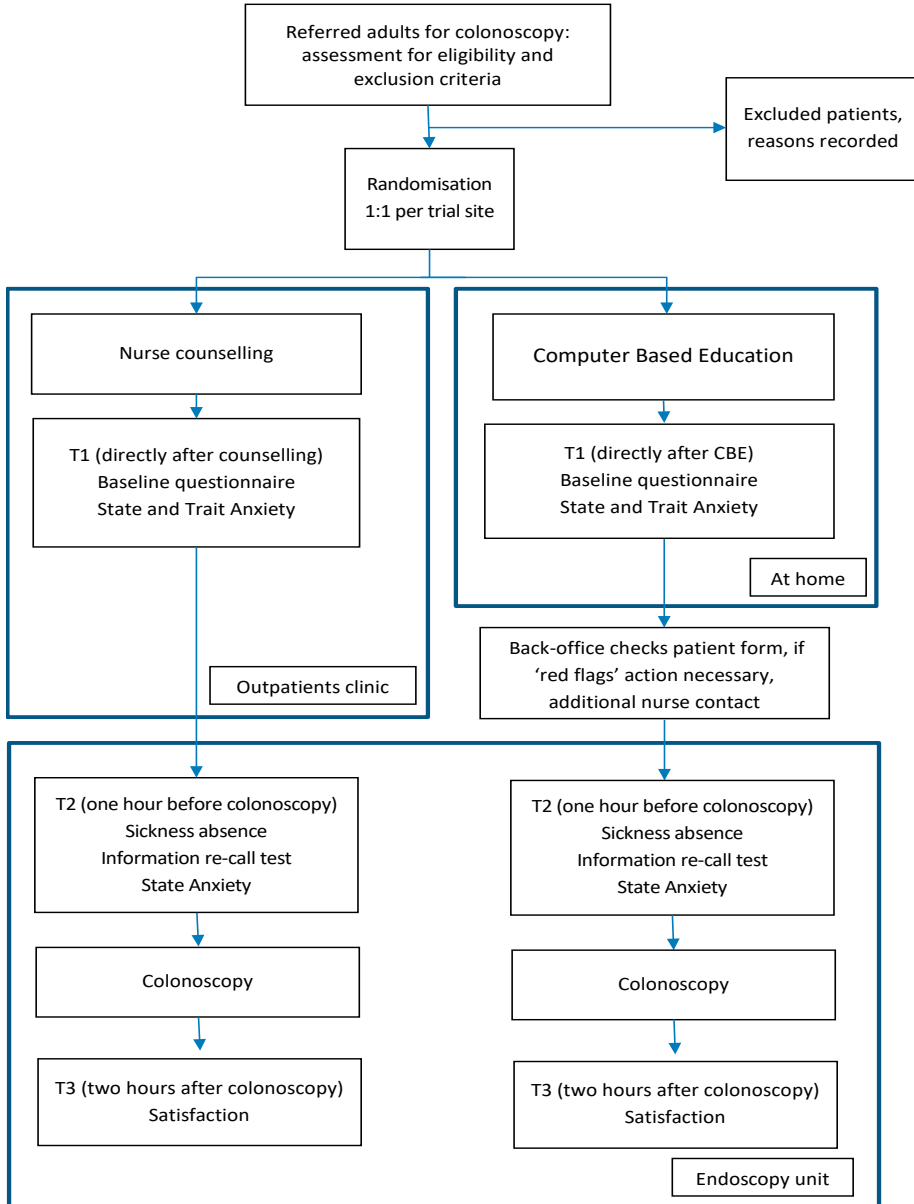 Referred adults for colonoscopy:
assessment for eligibility and
exclusion criteria
Excluded patients,
reasons recorded
Randomisation
1:1 per trial site
Nurse counselling
T1 (directly after counselling)
Baseline questionnaire
State and Trait Anxiety
Outpatients clinic
Computer Based Education
T1 (directly after CBE)
Baseline questionnaire
State and Trait Anxiety
At home
Back-office checks patient form, if
‘red flags’ action necessary,
additional nurse contact
T2 (one hour before colonoscopy)
Sickness absence
Information re-call test
State Anxiety
Colonoscopy
T3 (two hours after colonoscopy)
Satisfaction
T2 (one hour before colonoscopy)
Sickness absence
Information re-call test
State Anxiety
Colonoscopy
T3 (two hours after colonoscopy)
Satisfaction
Endoscopy unit